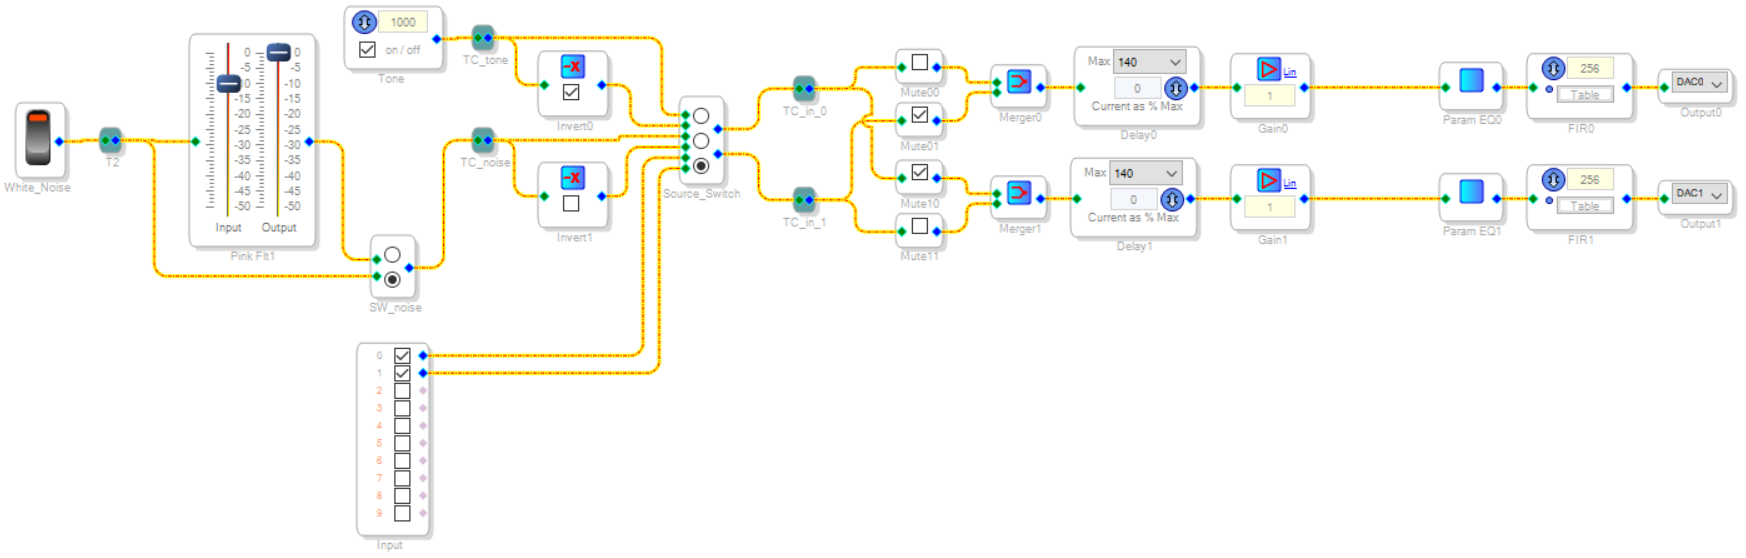 White_Noise
T2
0
-5
-10
-15
-20
-25
-30
-35
-40
-45
-50
0
-5
-10
-15
-20
-25
-30
-35
-40
-45
-50
Input Output
Pink Flt1
1000
on / off
Tone
TC_tone
-x
Invert0
TC_noise
-x
Invert1
SW_noise
0
1
2
3
4
5
6
7
8
9
Input
Source_Switch
TC_in_0
TC_in_1
Mute00
Mute01
Mute10
Mute11
Merger0
Merger1
Max 140
0
Current as % Max
Delay0
Max 140
0
Current as % Max
Delay1
Lin
1
Gain0
Lin
1
Gain1
Param EQ0
Param EQ1
256
Table
FIR0
256
Table
FIR1
DAC0
Output0
DAC1
Output1